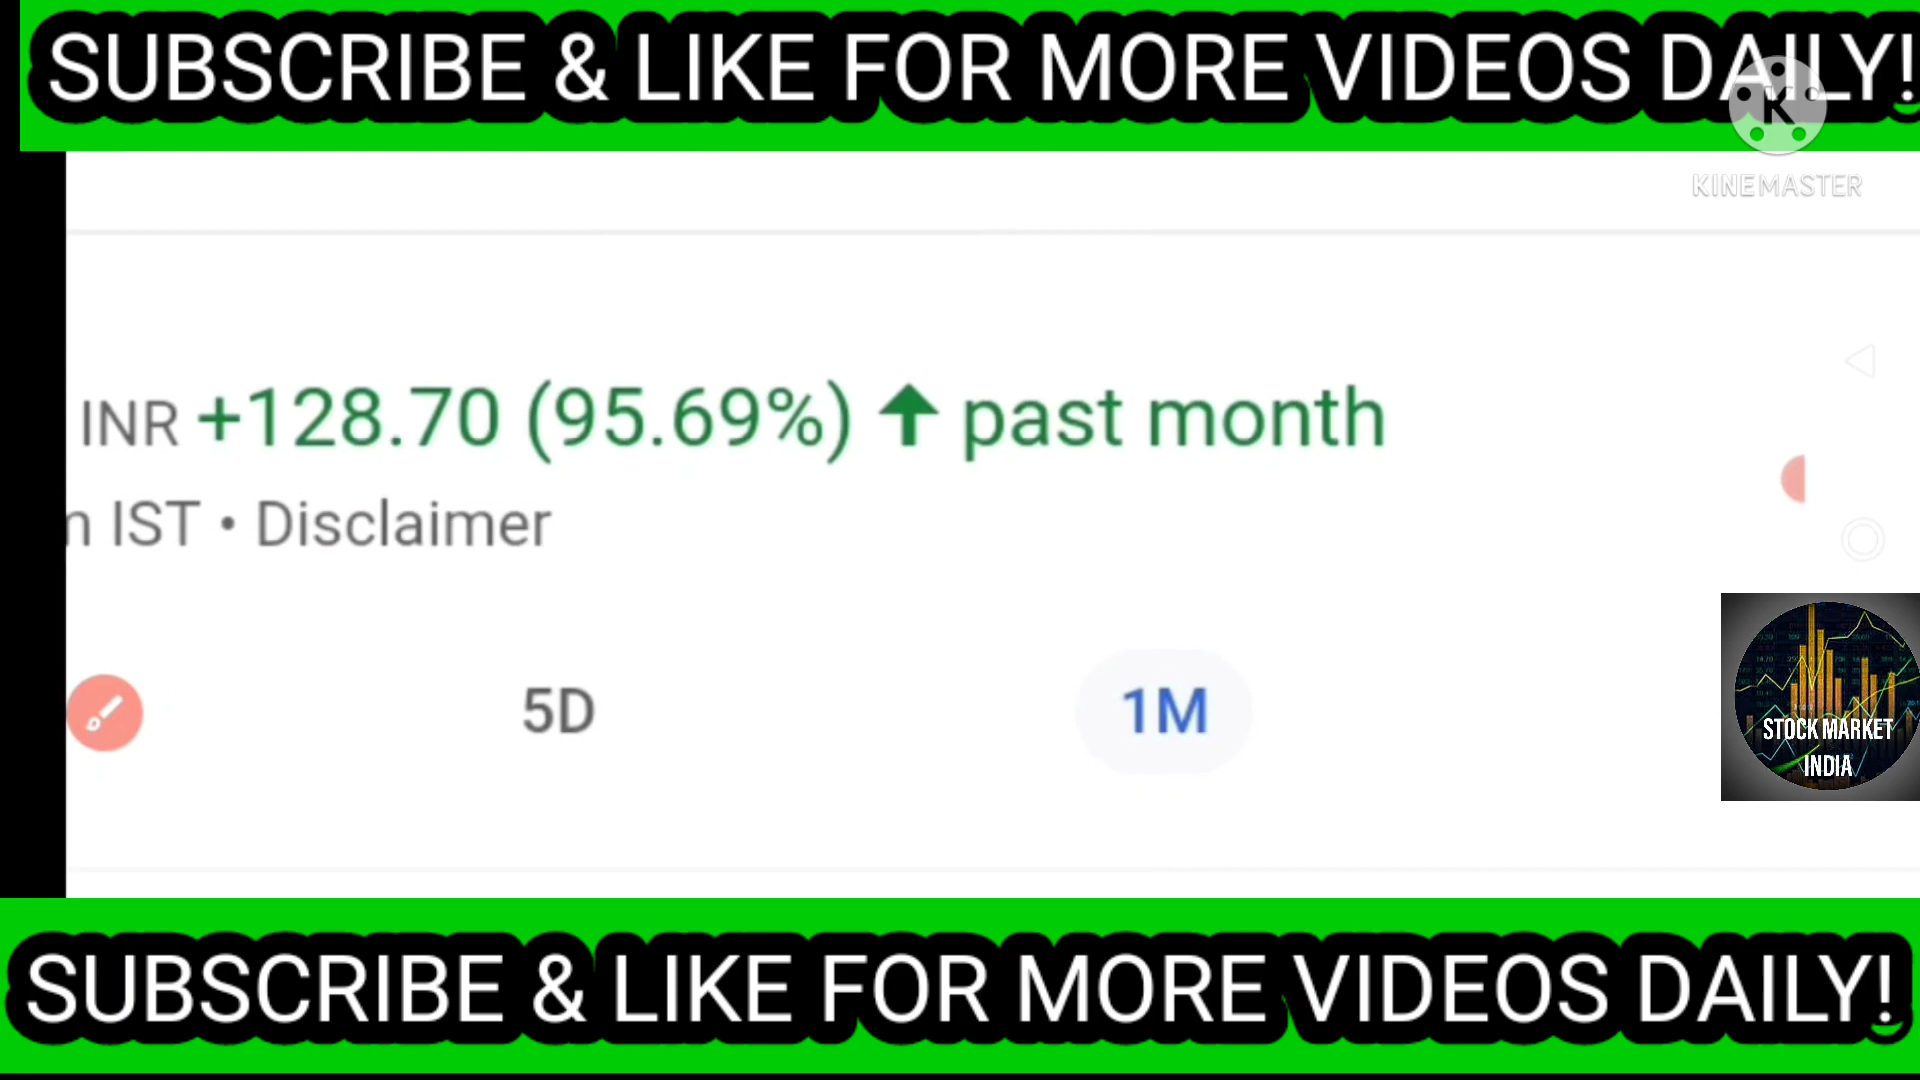 SUBSCRIBE & LIKE FOR MORE VIDEOS DAILY!
KINEMASTER
INR +128.70 (95.69%) ↑ past month
IST • Disclaimer
5D 1M
STOCK MARKET
INDIA
SUBSCRIBE & LIKE FOR MORE VIDEOS DAILY!